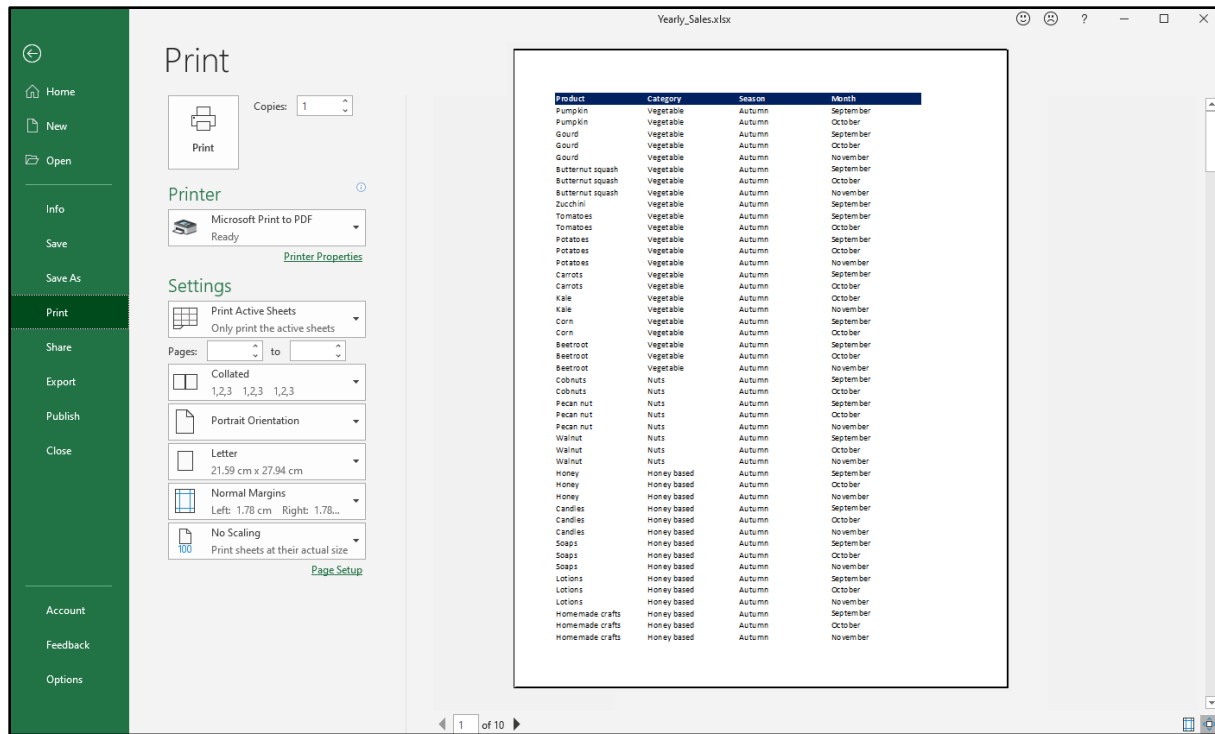 Yearly_Sales.xlsx
?
Home
New
Open
Info
Save
Save As
Print
Share
Export
Publish
Close
Account
Feedback
Options
Print
Print
Copies: 1
Printer
Microsoft Print to PDF
Ready
Printer Properties
Settings
Print Active Sheets
Only print the active sheets
Pages: to
Collated
1,2,3 1,2,3 1,2,3
Portrait Orientation
Letter
21.59 cm x 27.94 cm
Normal Margins
Left: 1.78 cm Right: 1.78...
No Scaling
100
Print sheets at their actual size
Page Setup
Product Category Season Month
Pumpkin Vegetable Autumn September
Pumpkin Vegetable Autumn October
Gourd Vegetable Autumn September
Gourd Vegetable Autumn October
Gourd Vegetable Autumn November
Butternut squash Vegetable Autumn September
Butternut squash Vegetable Autumn October
Butternut squash Vegetable Autumn November
Zucchini Vegetable Autumn September
Tomatoes Vegetable Autumn September
Tomatoes Vegetable Autumn October
Potatoes Vegetable Autumn September
Potatoes Vegetable Autumn October
Potatoes Vegetable Autumn November
Carrots Vegetable Autumn September
Carrots Vegetable Autumn October
Kale Vegetable Autumn October
Kale Vegetable Autumn November
Corn Vegetable Autumn September
Corn Vegetable Autumn October
Beetroot Vegetable Autumn September
Beetroot Vegetable Autumn October
Beetroot Vegetable Autumn November
Cobnuts Nuts Autumn September
Cobnuts Nuts Autumn October
Pecan nut Nuts Autumn September
Pecan nut Nuts Autumn October
Pecan nut Nuts Autumn November
Walnut Nuts Autumn September
Walnut Nuts Autumn October
Walnut Nuts Autumn November
Honey Honey based Autumn September
Honey Honey based Autumn October
Honey Honey based Autumn November
Candles Honey based Autumn September
Candles Honey based Autumn October
Candles Honey based Autumn November
Soaps Honey based Autumn September
Soaps Honey based Autumn October
Soaps Honey based Autumn November
Lotions Honey based Autumn September
Lotions Honey based Autumn October
Lotions Honey based Autumn November
Homemade crafts Honey based Autumn September
Homemade crafts Honey based Autumn October
Homemade crafts Honey based Autumn November
1 of 10